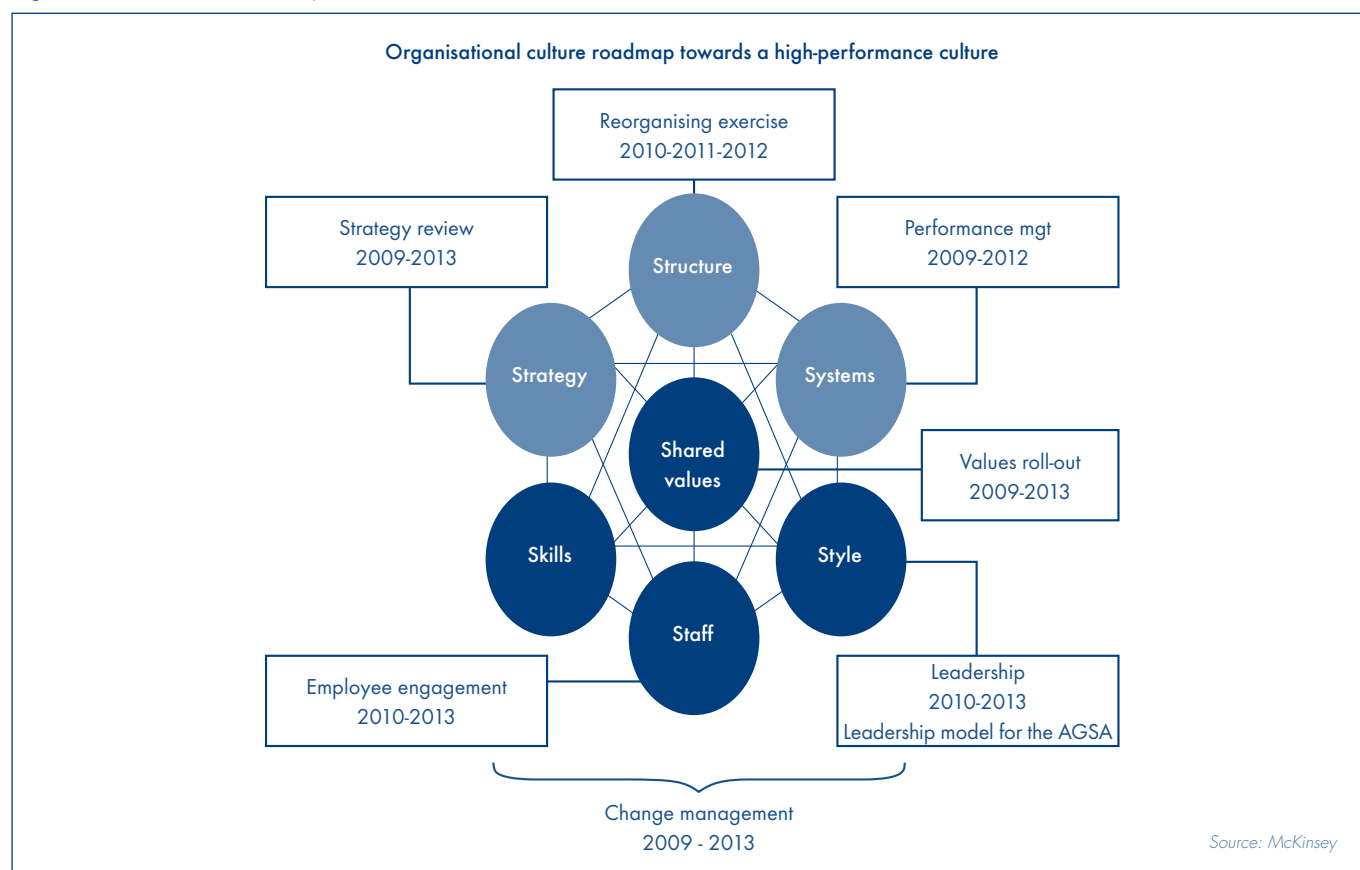 Organisational culture roadmap towards a high-performance culture
Reorganising exercise
2010-2011-2012
Strategy review
2009-2013
Performance mgt
2009-2012
Structure
Strategy
Systems
Shared
values
Values roll-out
2009-2013
Skills
Style
Staff
Employee engagement
2010-2013
Leadership
2010-2013
Leadership model for the AGSA
Change management
2009 - 2013
Source: McKinsey